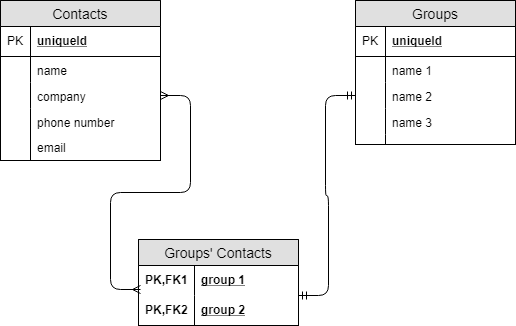 Contacts
PK uniqueId
name
company
phone number
email
Groups
PK uniqueId
name 1
name 2
name 3
Groups' Contacts
PK,FK1 group 1
PK,FK2 group 2